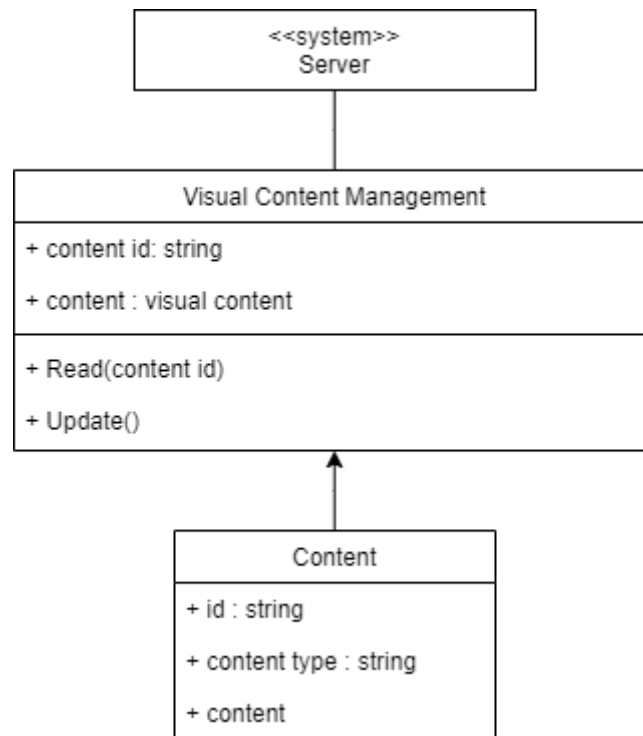 <<system>>
Server
Visual Content Management
+ content id: string
+ content : visual content
+ Read(content id)
+ Update()
Content
+ id : string
+ content type : string
+ content